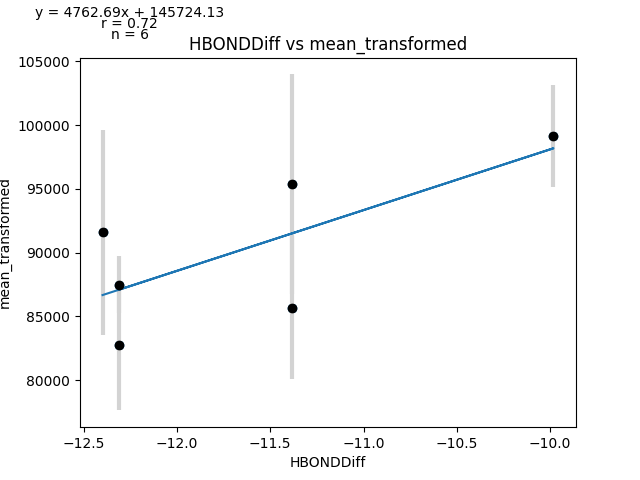 y = 4762.69x + 145724.13
r = 0.72
n = 6
HBONDDiff vs mean_transformed
105000
100000
95000
90000
85000
80000
mean_transformed
−12.5
−12.0
−11.5
−11.0
−10.5
−10.0
HBONDDiff